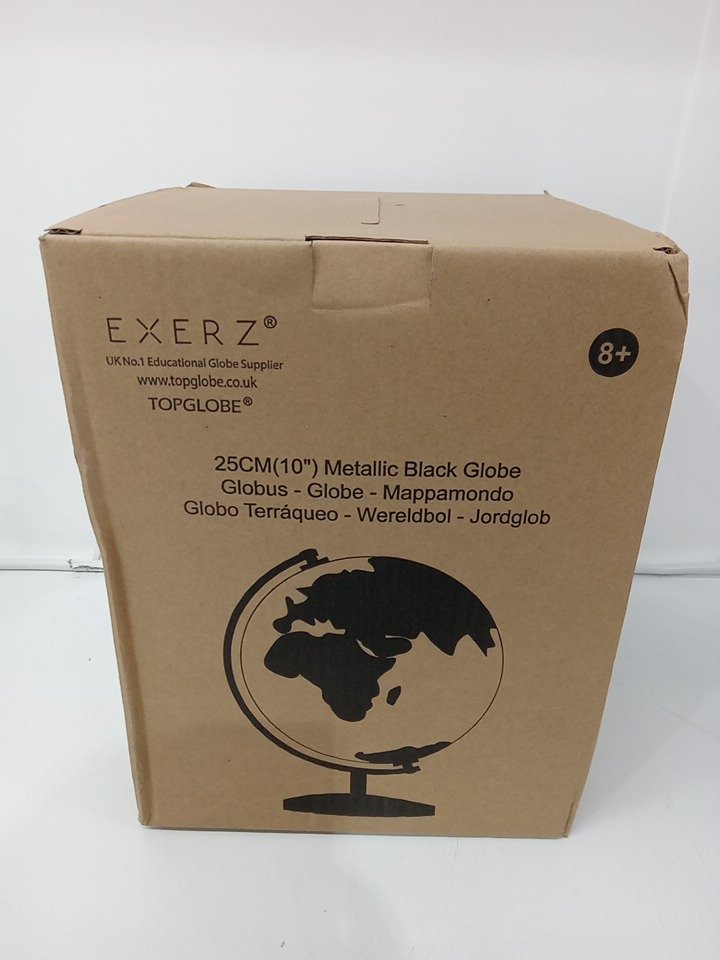 EXERZ®
UK No.1 Educational Globe Supplier
www.topglobe.co.uk
TOPGLOBE®
8+
25CM(10") Metallic Black Globe
Globus - Globe - Mappamondo
Globo Terráqueo - Wereldbol - Jordglob